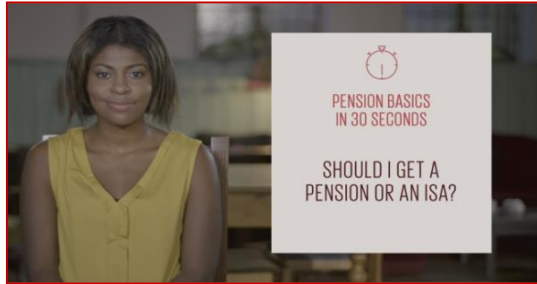 PENSION BASICS
IN 30 SECONDS
SHOULD I GET A
PENSION OR AN ISA?